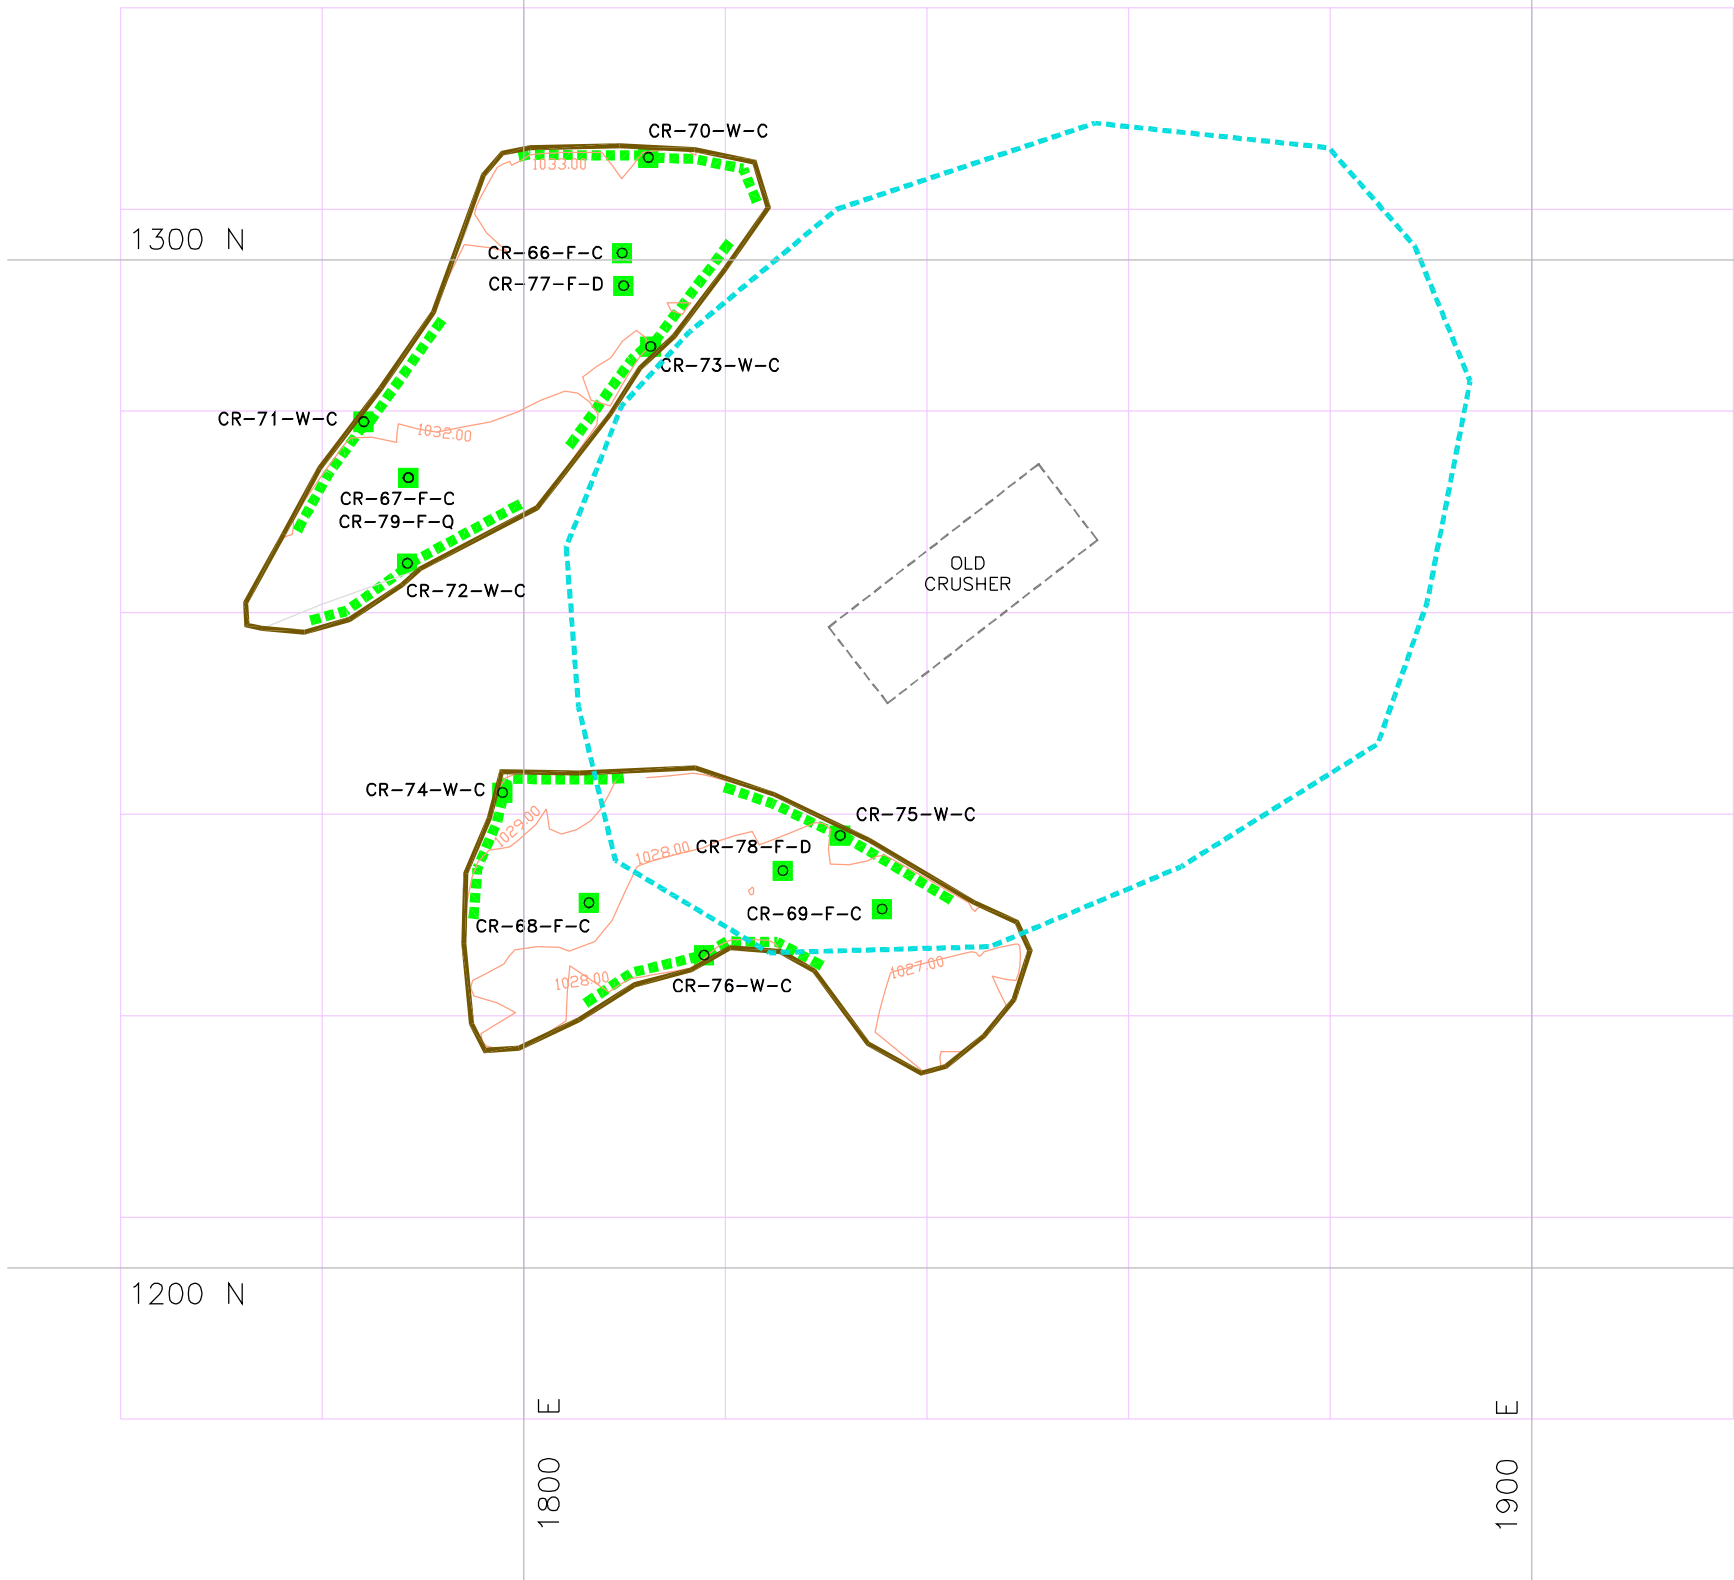 CR-70-W-C
1033.00
1300 N
CR-66-F-C
CR-77-F-D
CR-73-W-C
CR-71-W-C
1032.00
CR-67-F-C
CR-79-F-Q
OLD
CRUSHER
CR-72-W-C
CR-74-W-C
CR-75-W-C
1029.00
1028.00
CR-78-F-D
CR-69-F-C
CR-68-F-C
1027.00
1028.00
CR-76-W-C
1200 N
1800 E
1900 E